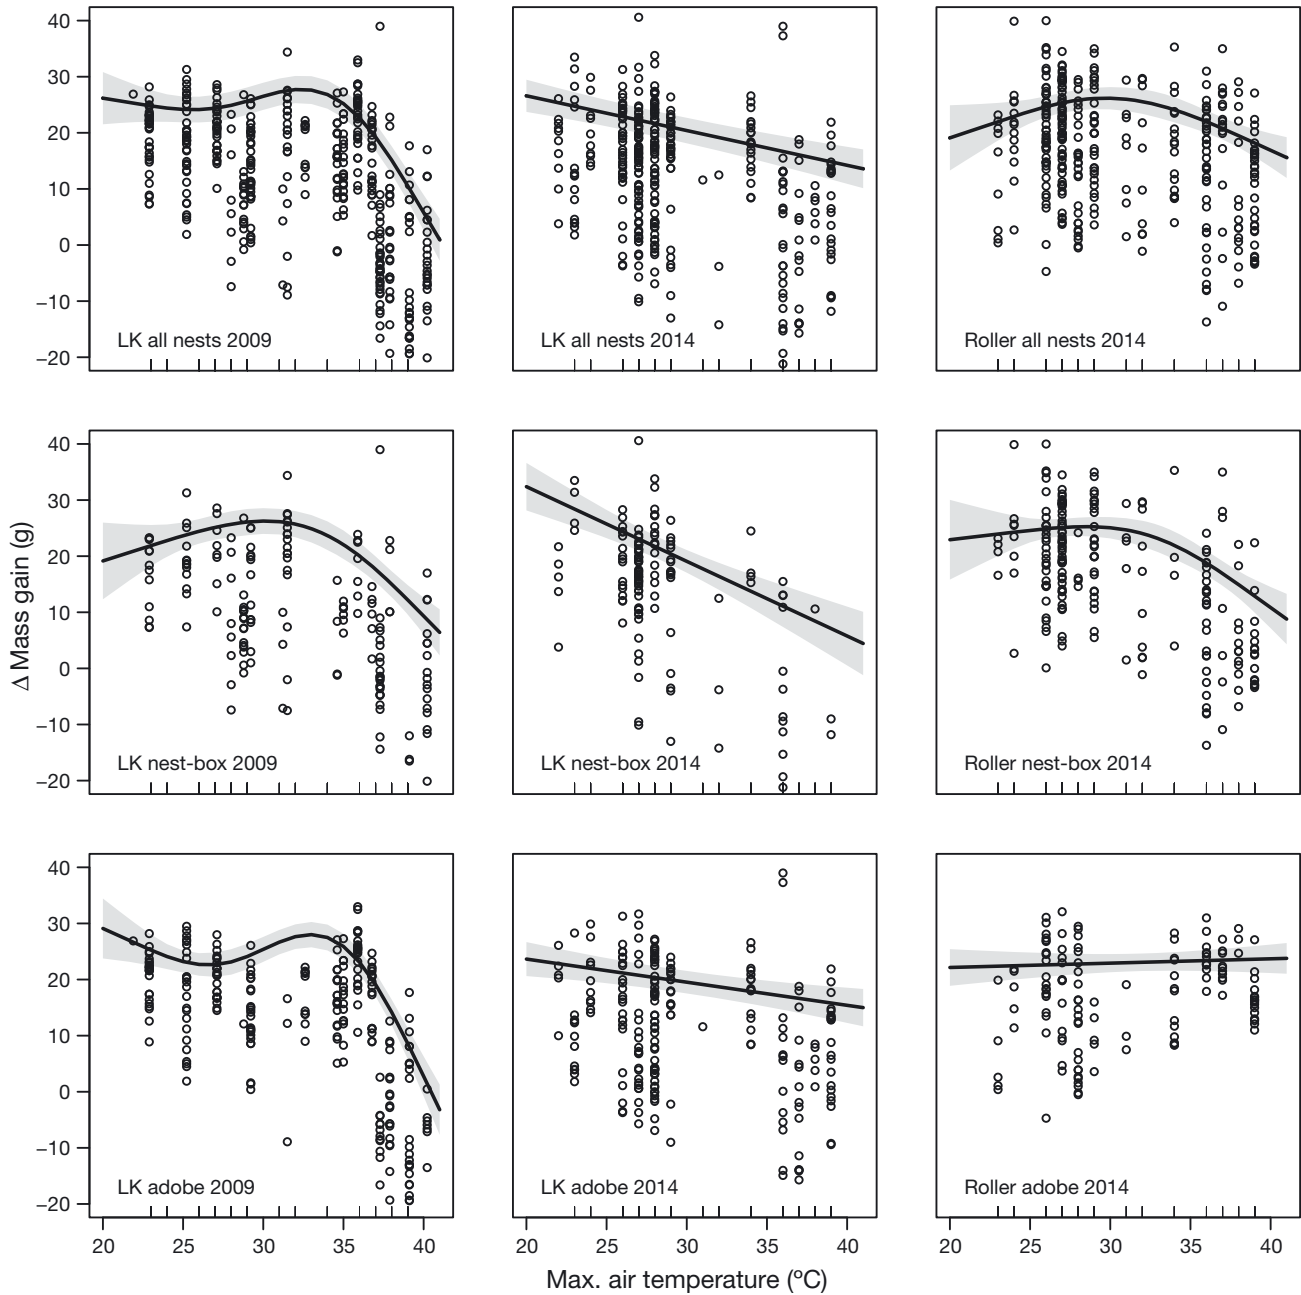 40
30
20
10
0
−10
−20
LK all nests 2009
LK all nests 2014
Roller all nests 2014
40
30
20
10
0
−10
−20
LK nest-box 2009
LK nest-box 2014
Roller nest-box 2014
Δ Mass gain (g)
40
30
20
10
0
−10
−20
LK adobe 2009
LK adobe 2014
Roller adobe 2014
20 25 30 35 40
20 25 30 35 40
20 25 30 35 40
Max. air temperature (ºC)